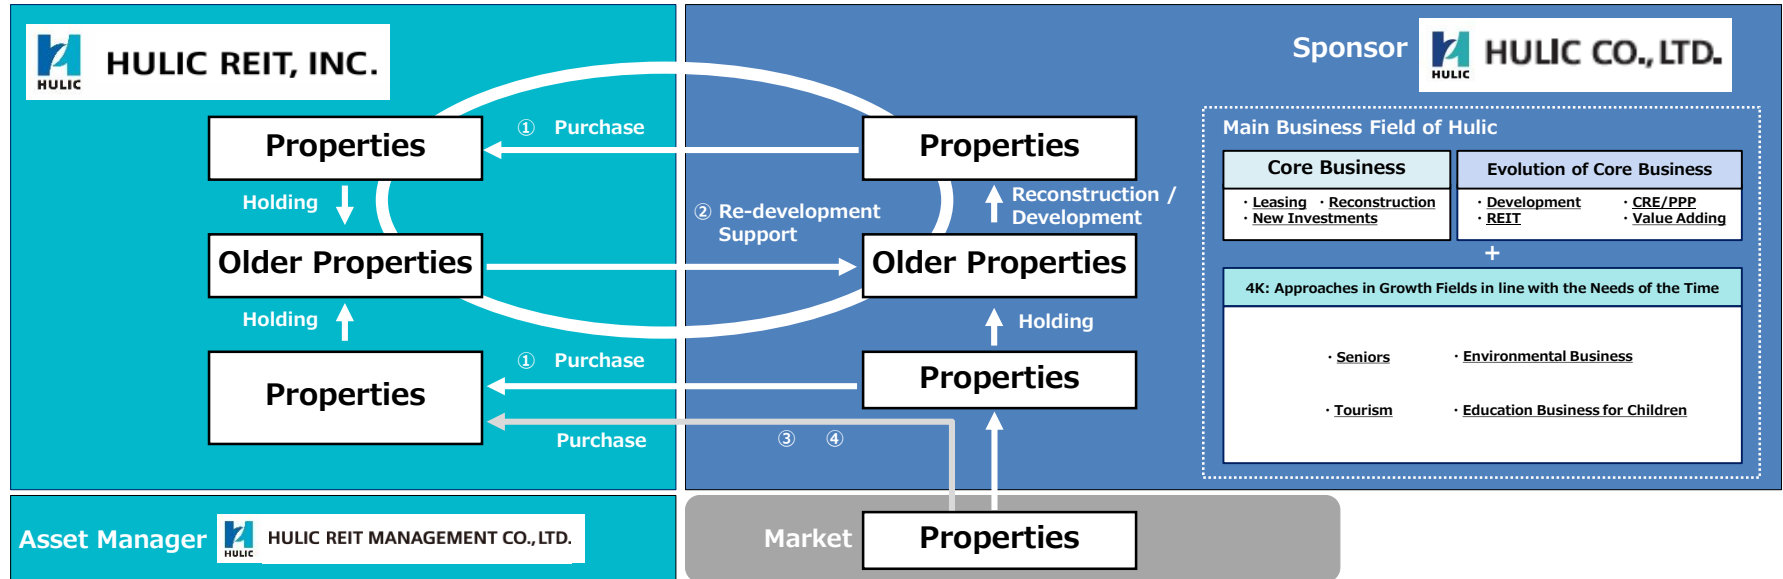 HULIC
HULIC REIT, INC.
Properties
Holding
Older Properties
Holding
Properties
① Purchase
② Re-development
Support
① Purchase
Purchase
③ ④
Sponsor
HULIC
HULIC CO., LTD.
Properties
Reconstruction /
Development
Older Properties
Holding
Properties
Main Business Field of Hulic
Core Business
・Leasing ・Reconstruction
・New Investments
Evolution of Core Business
・Development ・CRE/PPP
・REIT ・Value Adding
+
4K: Approaches in Growth Fields in line with the Needs of the Time
・Seniors ・Environmental Business
・Tourism ・Education Business for Children
Asset Manager
HULIC
HULIC REIT MANAGEMENT CO., LTD.
Market
Properties